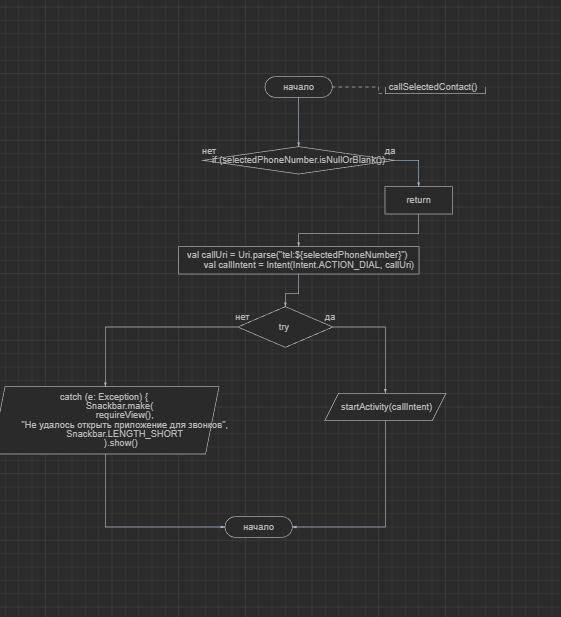 начало
callSelectedContact()
нет
да
if (selectedPhoneNumber.isNullOrBlank())
return
val callUri = Uri.parse("tel:${selectedPhoneNumber}")
val callIntent = Intent(Intent.ACTION_DIAL, callUri)
нет
да
try
catch (e: Exception) {
Snackbar.make(
requireView(),
"Не удалось открыть приложение для звонков",
Snackbar.LENGTH_SHORT
).show()
startActivity(callIntent)
начало